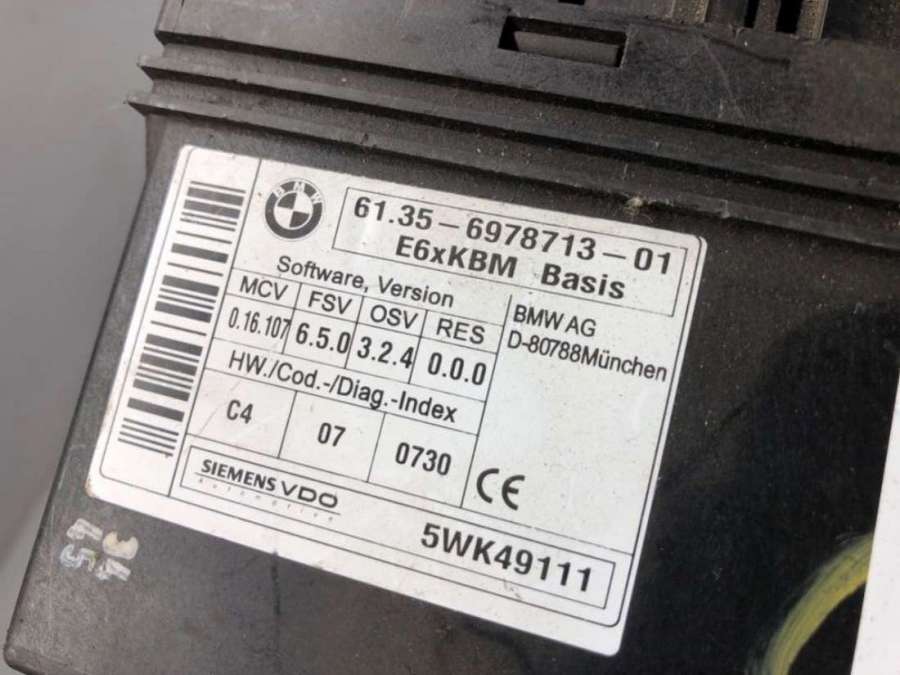 BMW
61.35-6978713-01
E6xKBM Basis
Software, Version
MCV FSV OSV RES
0.16.107 6.5.0 3.2.4 0.0.0
BMW AG
D-80788München
HW./Cod.-/Diag.-Index
C4 07 0730
CE
SIEMENS VDO
Automotive
5WK49111